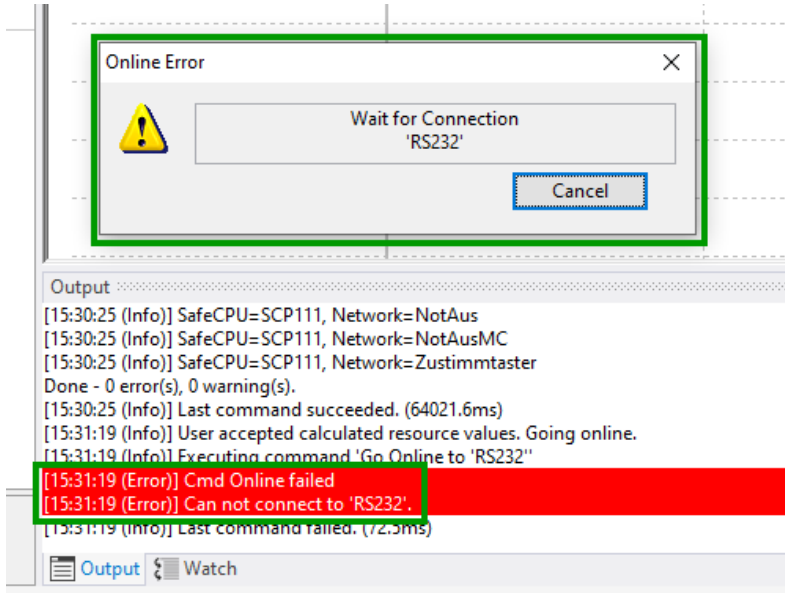 Online Error
Wait for Connection
'RS232'
Cancel
Output
[15:30:25 (Info)] SafeCPU=SCP111, Network=NotAus
[15:30:25 (Info)] SafeCPU=SCP111, Network=NotAusMC
[15:30:25 (Info)] SafeCPU=SCP111, Network=Zustimmtaster
Done - 0 error(s), 0 warning(s).
[15:30:25 (Info)] Last command succeeded. (64021.6ms)
[15:31:19 (Info)] User accepted calculated resource values. Going online.
[15:31:19 (Info)] Executing command 'Go Online to 'RS232''
[15:31:19 (Error)] Cmd Online failed
[15:31:19 (Error)] Can not connect to 'RS232'.
[15:31:19 (Info)] Last command failed. (72.5ms)
Output Watch